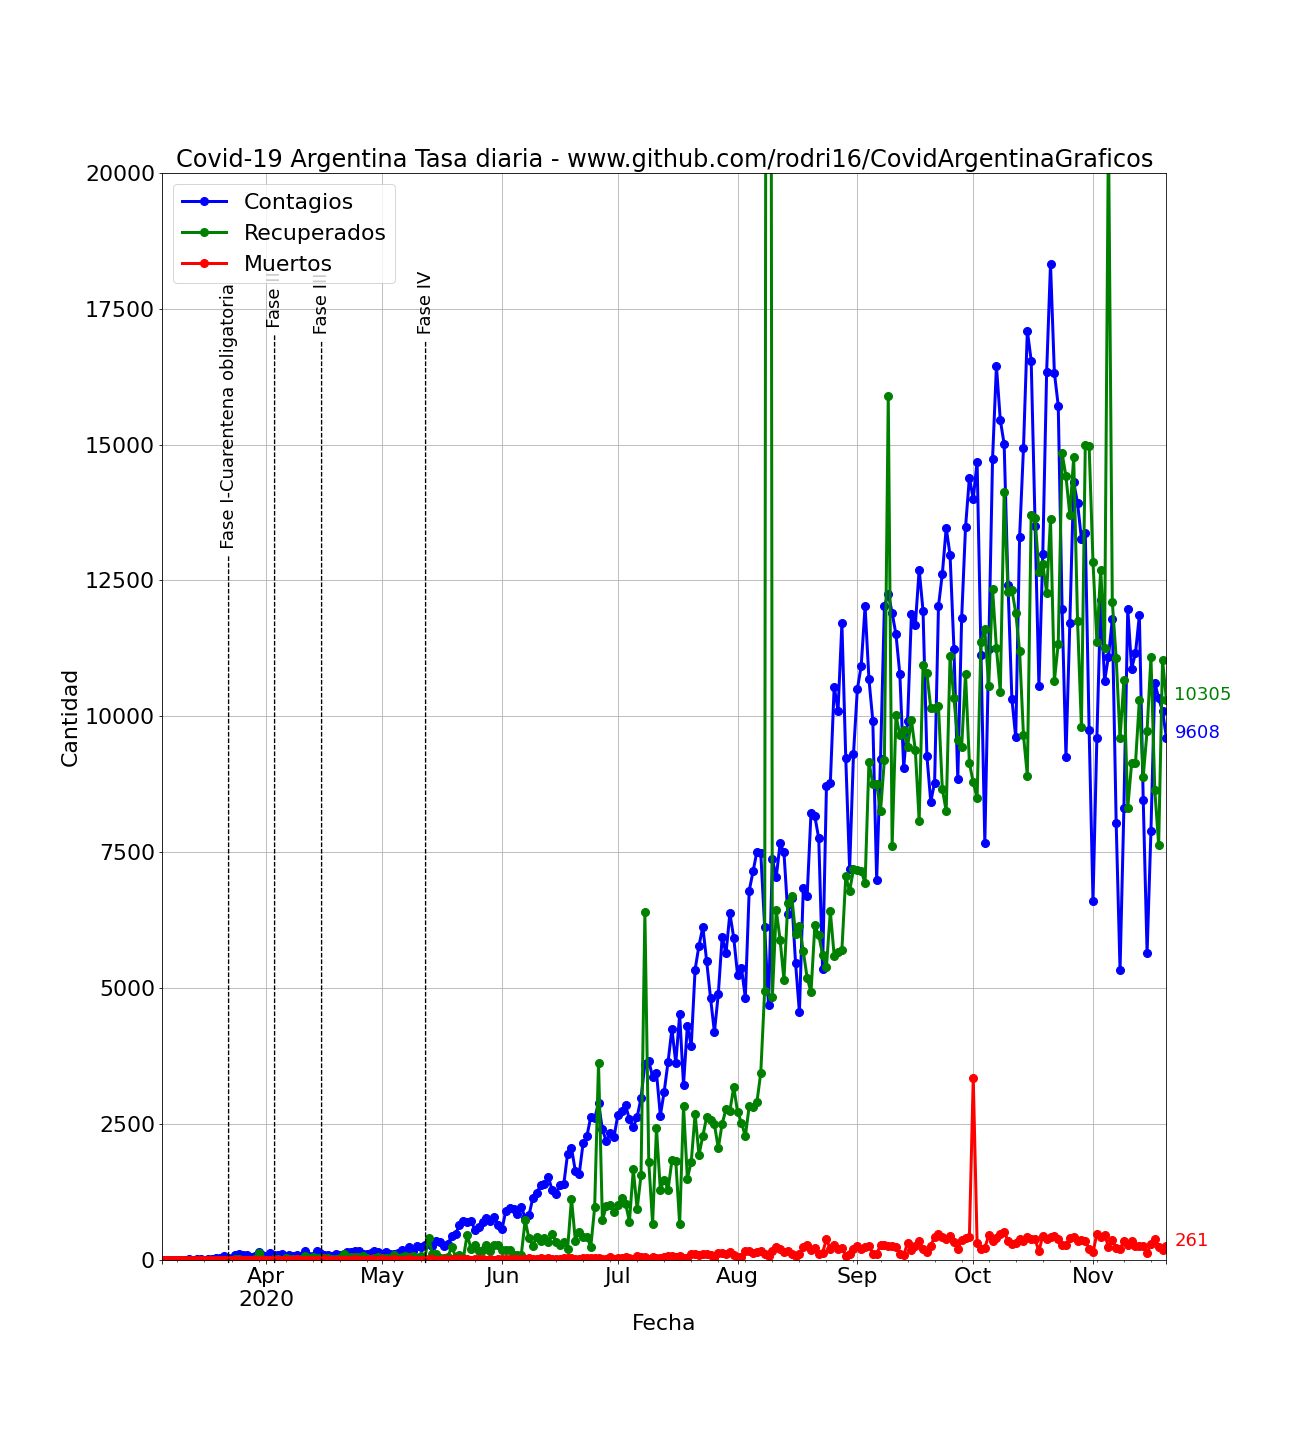 Covid-19 Argentina Tasa diaria - www.github.com/rodri16/CovidArgentinaGraficos
20000
17500
15000
12500
10000
7500
5000
2500
0
Cantidad
Contagios
Recuperados
Muertos
Fase I-Cuarentena obligatoria
Fase II
Fase III
Fase IV
10305
9608
261
Apr
2020
May
Jun
Jul
Aug
Sep
Oct
Nov
Fecha